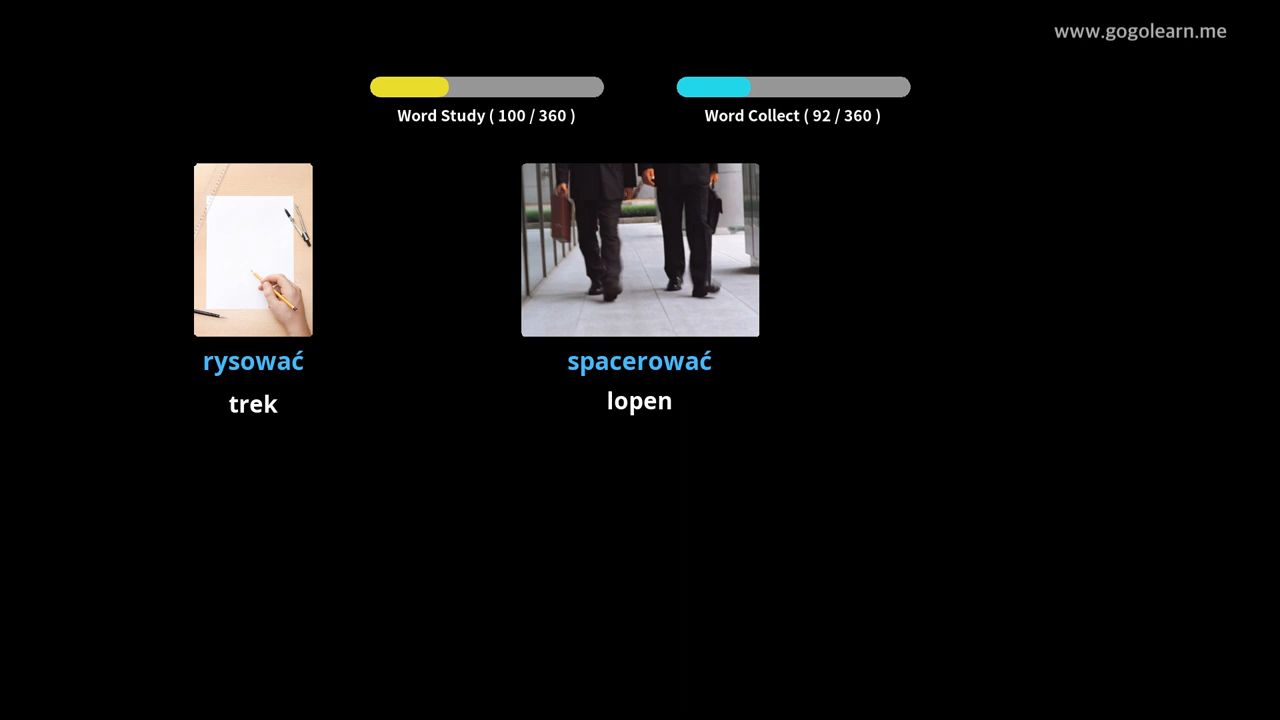 www.gogolearn.me
Word Study ( 100 / 360 )
Word Collect ( 92 / 360 )
rysować
spacerować
trek
lopen